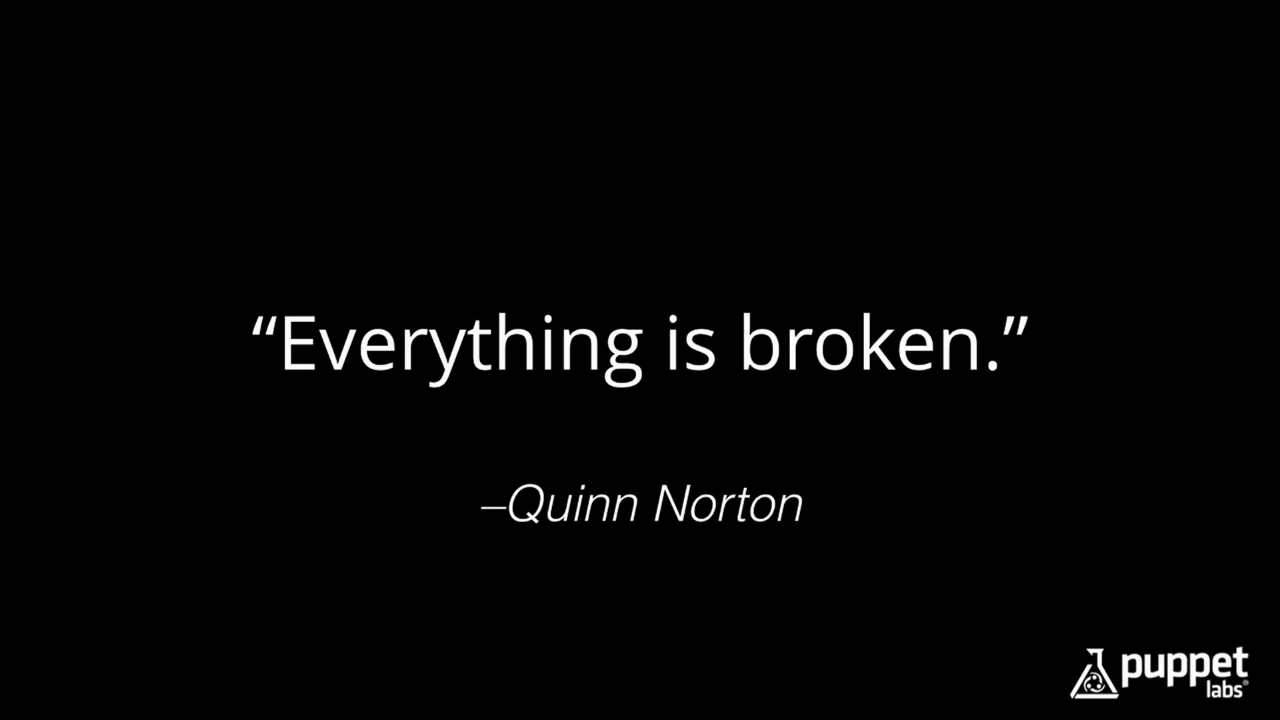 “Everything is broken.”
–Quinn Norton
puppet
labs®